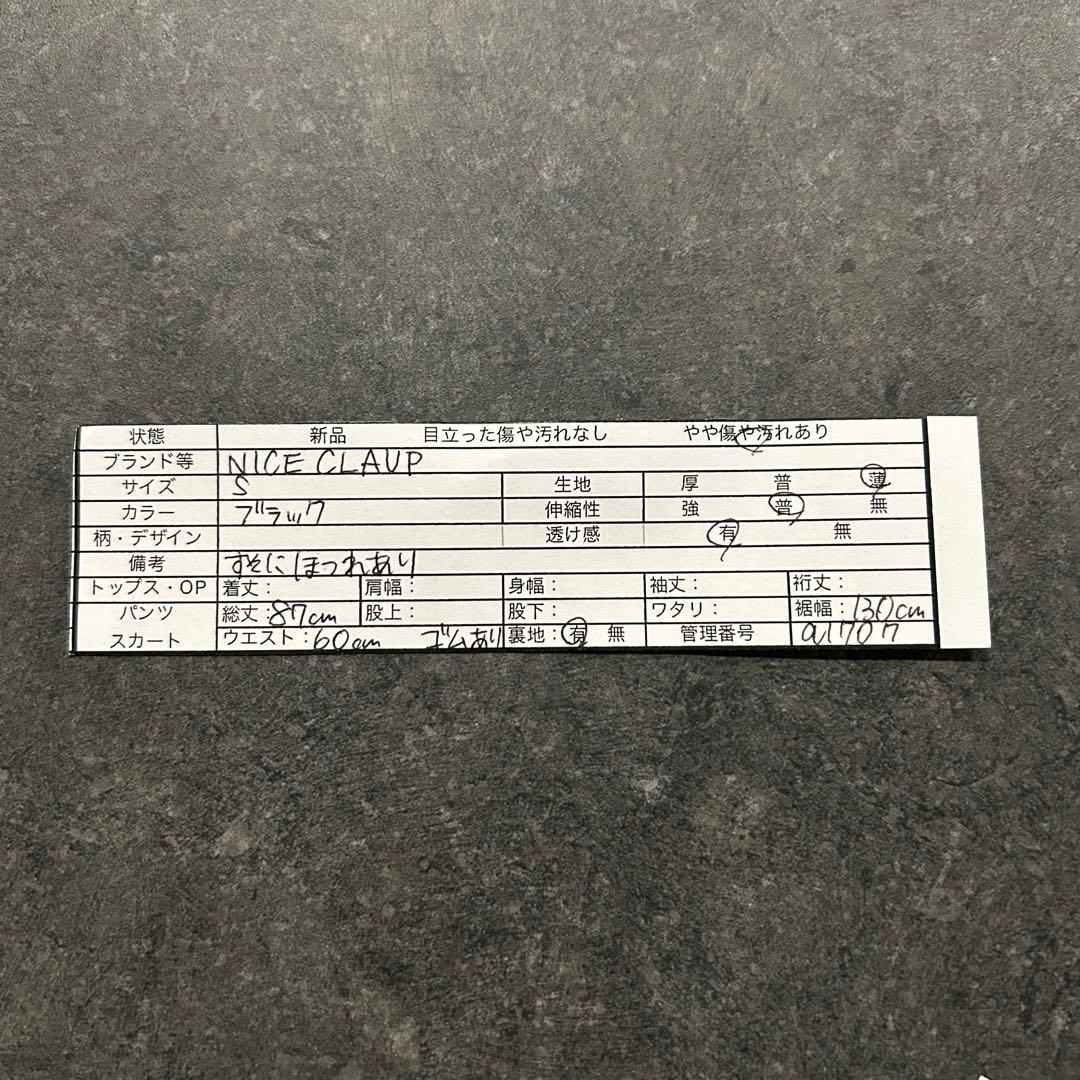 状態 新品 目立った傷や汚れなし やや傷や汚れあり
ブランド等 NICE CLAUP
サイズ S 生地 厚 普 薄
カラー ブラック 伸縮性 強 普 無
柄・デザイン 透け感 有 無
備考 すそにほつれあり
トップス・OP 着丈： 肩幅： 身幅： 袖丈： 裄丈：
パンツ 総丈：87cm 股上： 股下： ワタリ： 裾幅：130cm
スカート ウエスト：60cm ゴムあり 裏地：有 無 管理番号 a1707